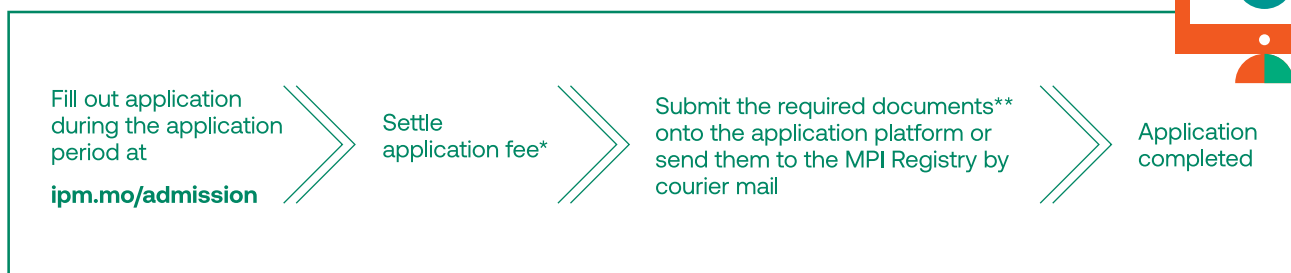 Fill out application
during the application
period at
ipm.mo/admission
Settle
application fee*
Submit the required documents**
onto the application platform or
send them to the MPI Registry by
courier mail
Application
completed